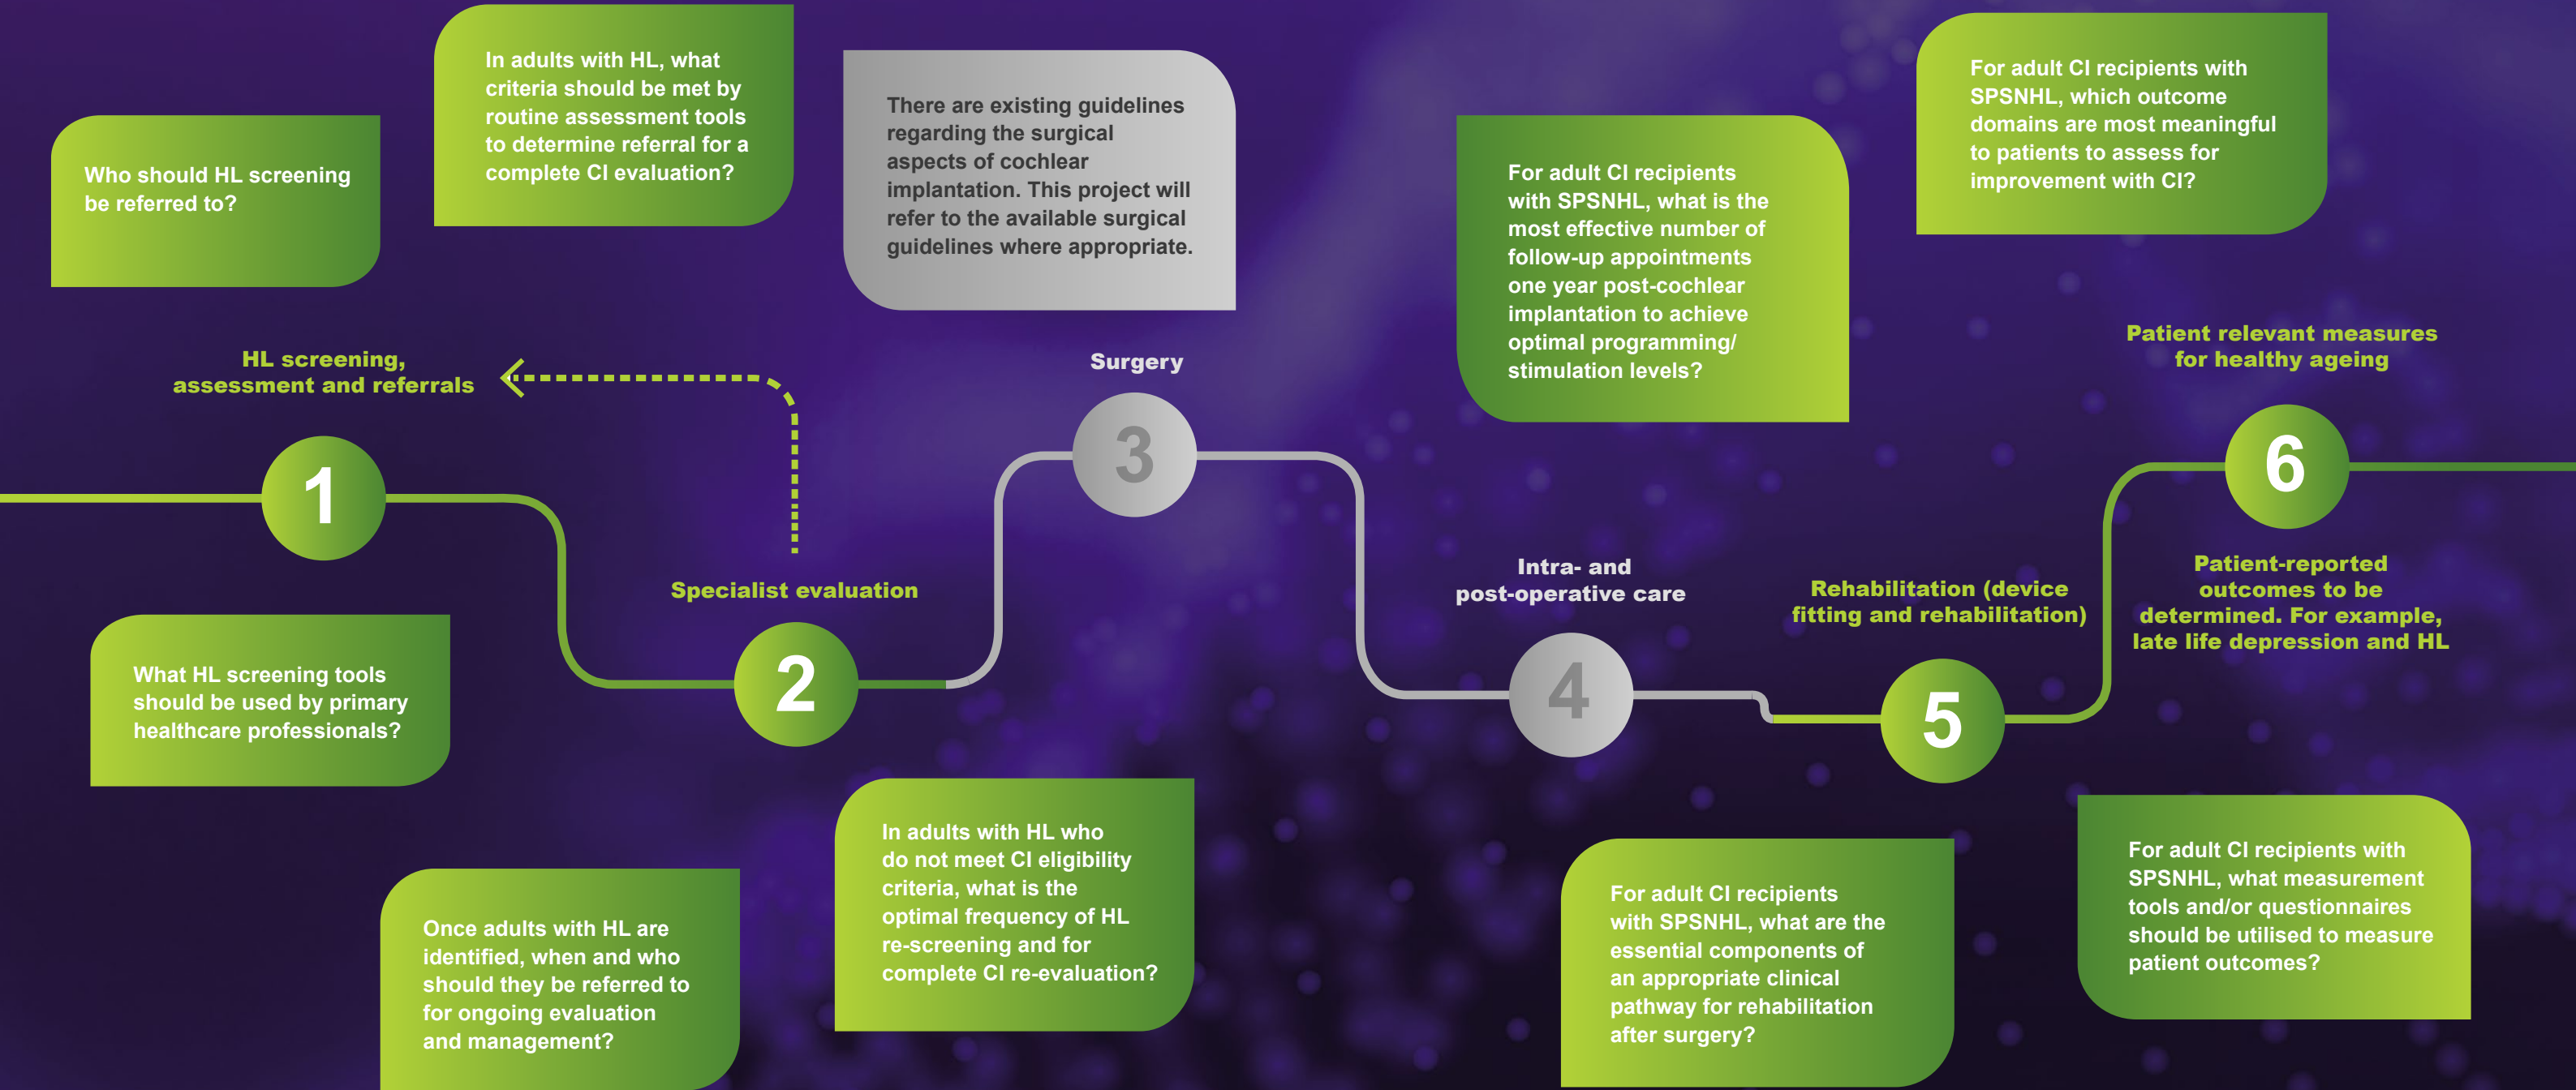 Who should HL screening
be referred to?
In adults with HL, what
criteria should be met by
routine assessment tools
to determine referral for a
complete CI evaluation?
There are existing guidelines
regarding the surgical
aspects of cochlear
implantation. This project will
refer to the available surgical
guidelines where appropriate.
For adult CI recipients
with SPSNHL, what is the
most effective number of
follow-up appointments
one year post-cochlear
implantation to achieve
optimal programming/
stimulation levels?
For adult CI recipients with
SPSNHL, which outcome
domains are most meaningful
to patients to assess for
improvement with CI?
HL screening,
assessment and referrals
1
Specialist evaluation
2
Surgery
3
Intra- and
post-operative care
4
Rehabilitation (device
fitting and rehabilitation)
5
Patient relevant measures
for healthy ageing
6
Patient-reported
outcomes to be
determined. For example,
late life depression and HL
What HL screening tools
should be used by primary
healthcare professionals?
Once adults with HL are
identified, when and who
should they be referred to
for ongoing evaluation
and management?
In adults with HL who
do not meet CI eligibility
criteria, what is the
optimal frequency of HL
re-screening and for
complete CI re-evaluation?
For adult CI recipients
with SPSNHL, what are the
essential components of
an appropriate clinical
pathway for rehabilitation
after surgery?
For adult CI recipients with
SPSNHL, what measurement
tools and/or questionnaires
should be utilised to measure
patient outcomes?